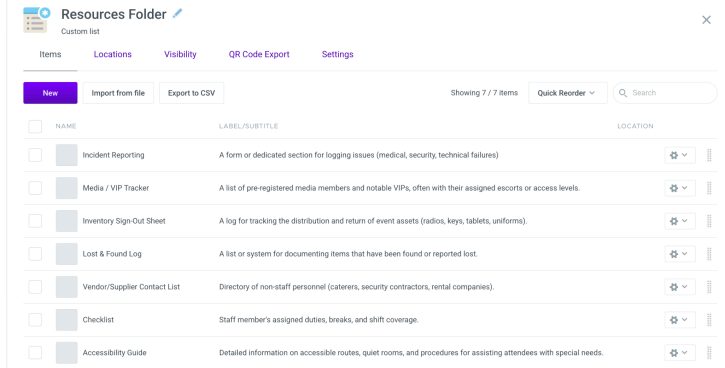 Resources Folder
Custom list
Items Locations Visibility QR Code Export Settings
New Import from file Export to CSV Showing 7 / 7 items Quick Reorder Search
NAME LABEL/SUBTITLE LOCATION
Incident Reporting A form or dedicated section for logging issues (medical, security, technical failures)
Media / VIP Tracker A list of pre-registered media members and notable VIPs, often with their assigned escorts or access levels.
Inventory Sign-Out Sheet A log for tracking the distribution and return of event assets (radios, keys, tablets, uniforms).
Lost & Found Log A list or system for documenting items that have been found or reported lost.
Vendor/Supplier Contact List Directory of non-staff personnel (caterers, security contractors, rental companies).
Checklist Staff member's assigned duties, breaks, and shift coverage.
Accessibility Guide Detailed information on accessible routes, quiet rooms, and procedures for assisting attendees with special needs.